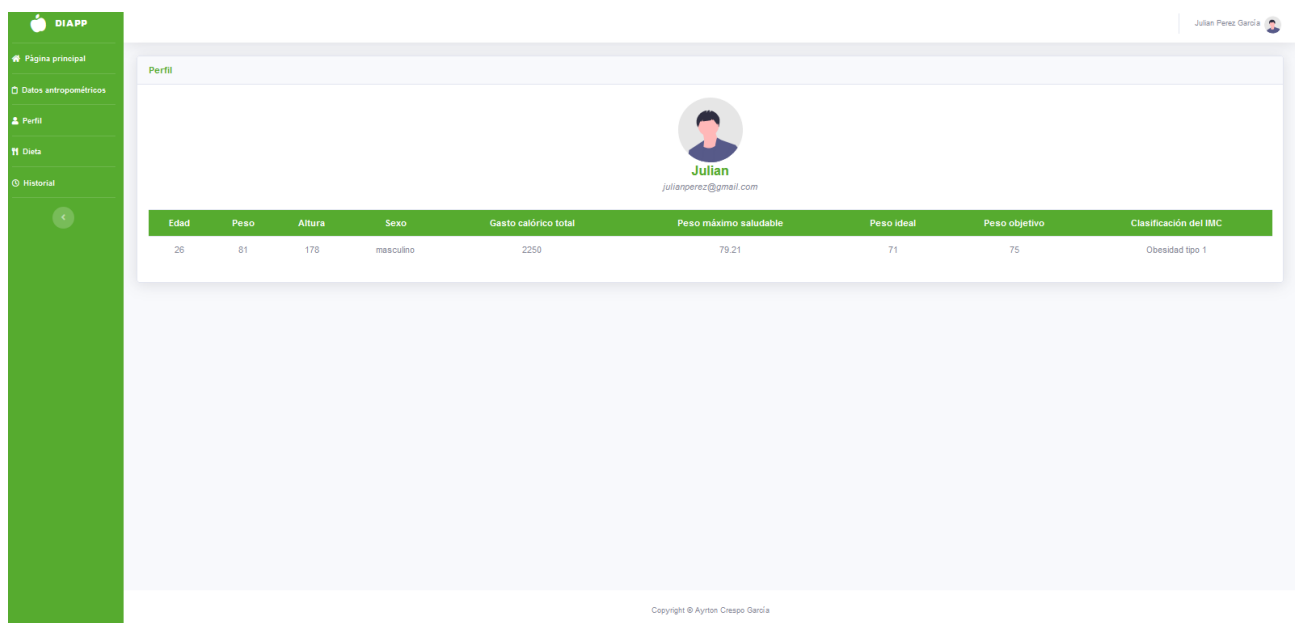 DIAPP
Julian Perez García
Página principal
Datos antropométricos
Perfil
Dieta
Historial
Perfil
Julian
julianperez@gmail.com
Edad Peso Altura Sexo Gasto calórico total Peso máximo saludable Peso ideal Peso objetivo Clasificación del IMC
26 81 178 masculino 2250 79.21 71 75 Obesidad tipo 1
Copyright © Ayrton Crespo García